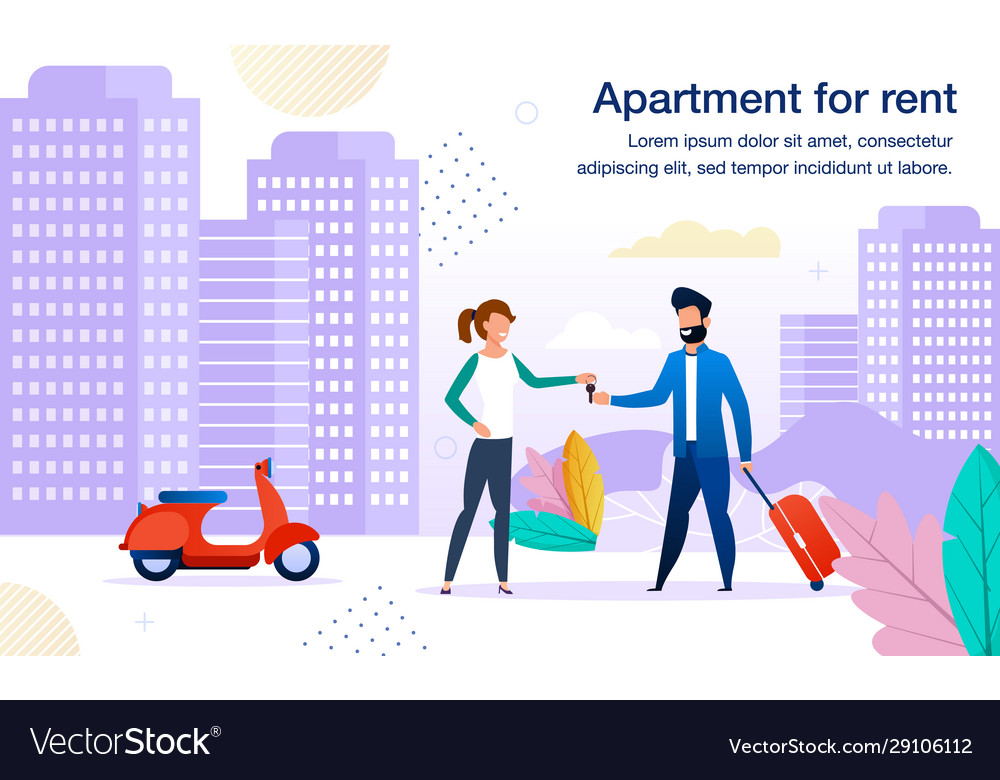 Apartment for rent
Lorem ipsum dolor sit amet, consectetur
adipiscing elit, sed tempor incididunt ut labore.
VectorStock®
VectorStock.com/29106112